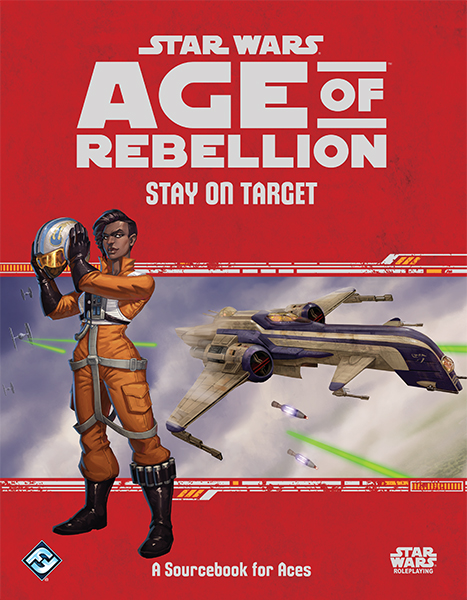 STAR WARS
AGE OF
REBELLION
STAY ON TARGET
A Sourcebook for Aces
STAR
WARS
ROLEPLAYING